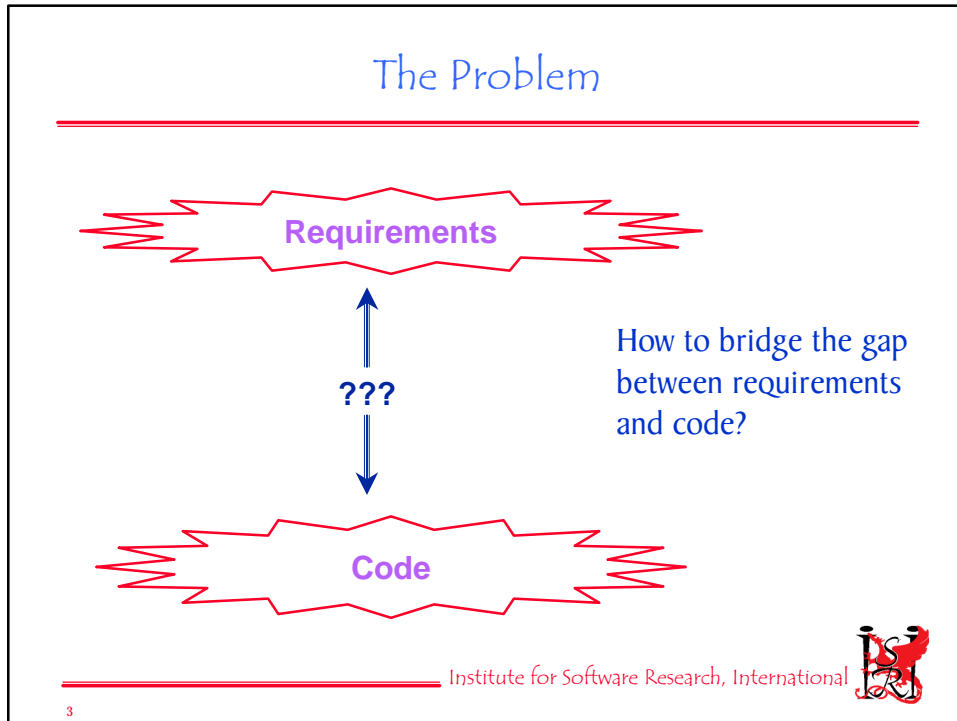 The Problem
Requirements
???
How to bridge the gap
between requirements
and code?
Code
Institute for Software Research, International
ISRI
3